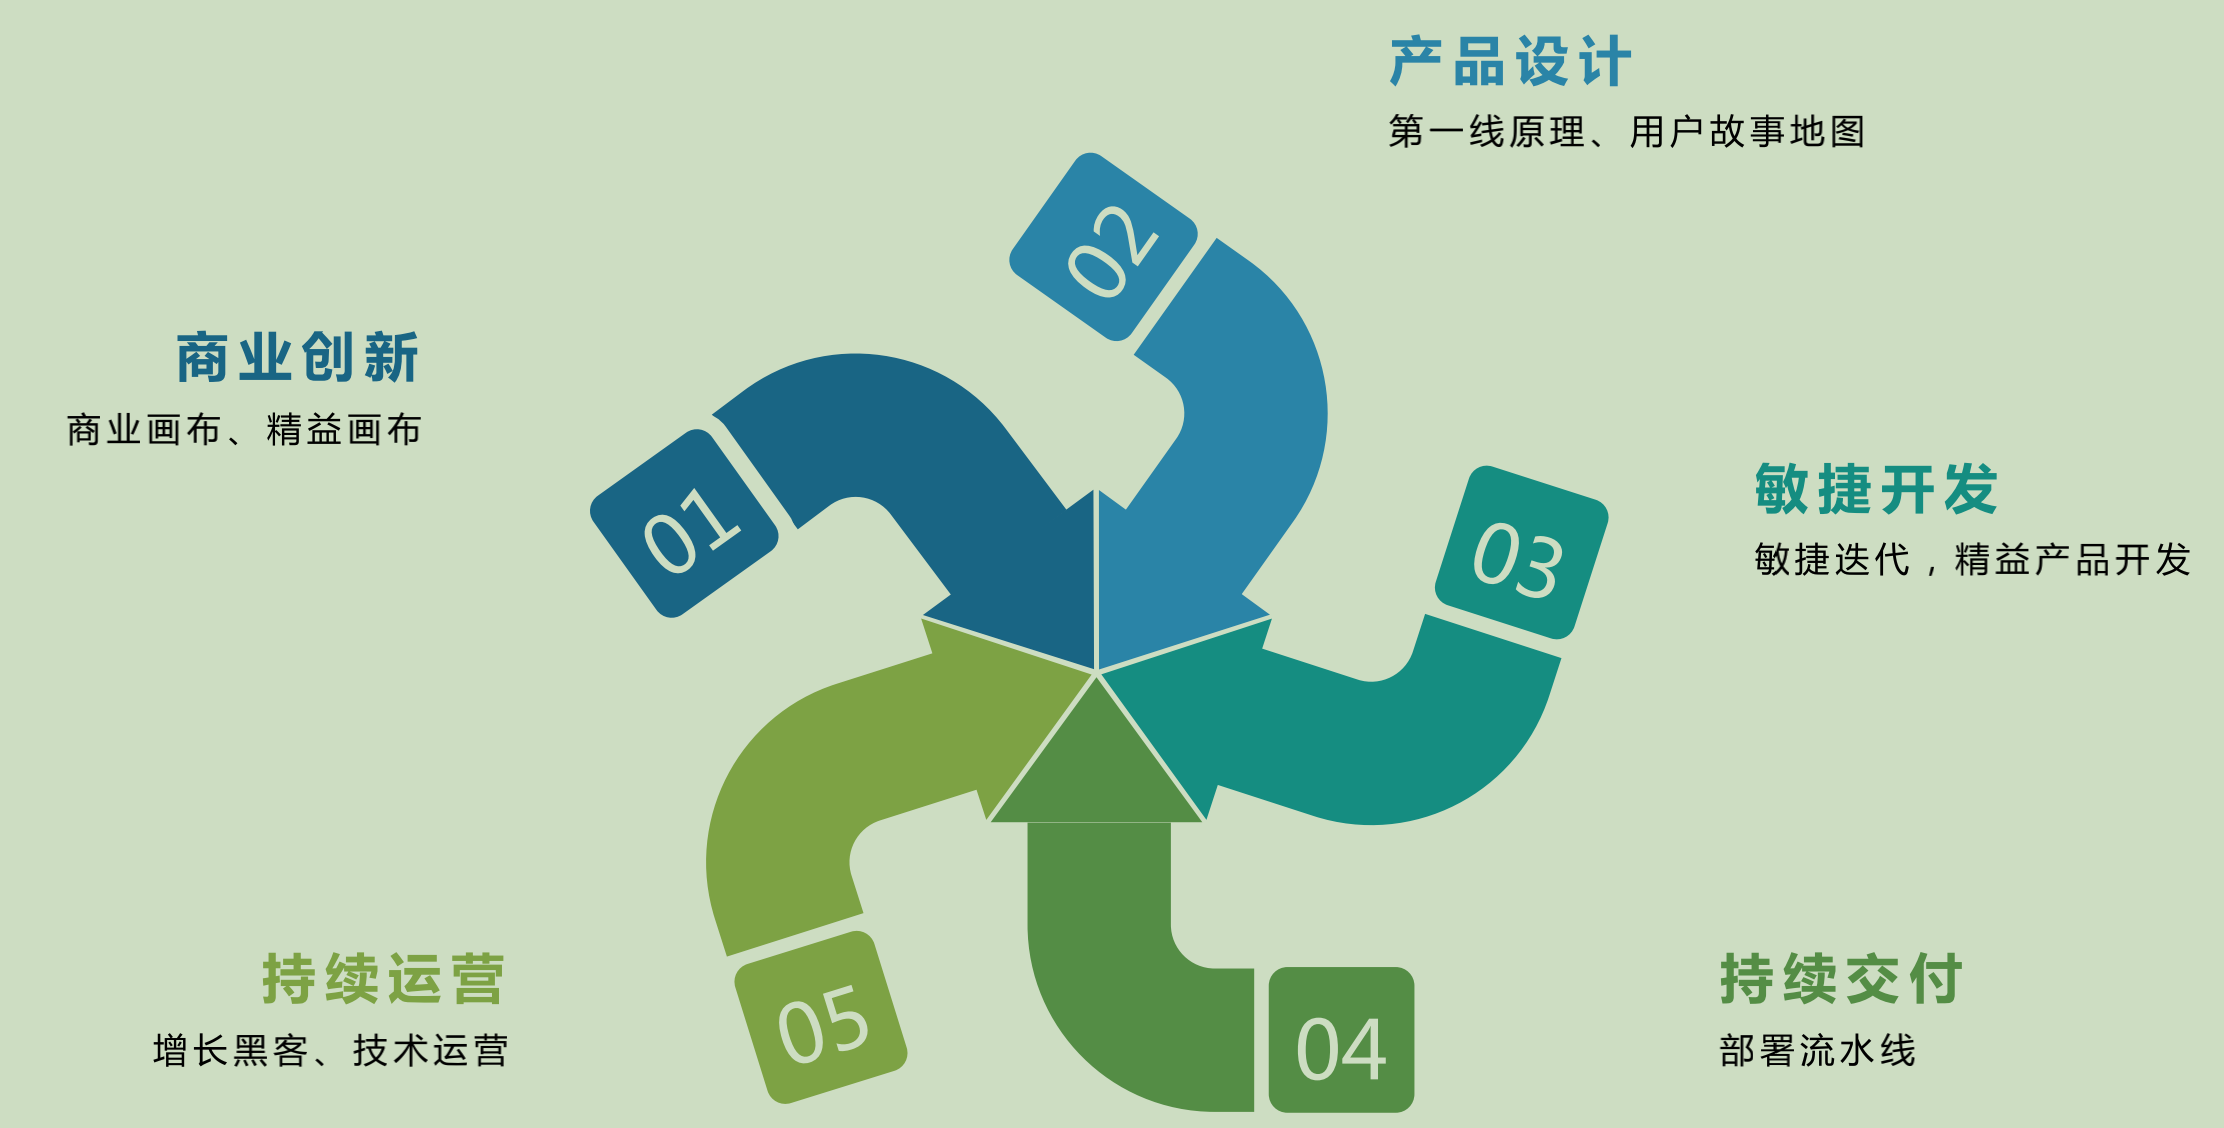 产品设计
第一线原理、用户故事地图
02
商业创新
商业画布、精益画布
01
敏捷开发
敏捷迭代，精益产品开发
03
持续运营
增长黑客、技术运营
05
持续交付
部署流水线
04